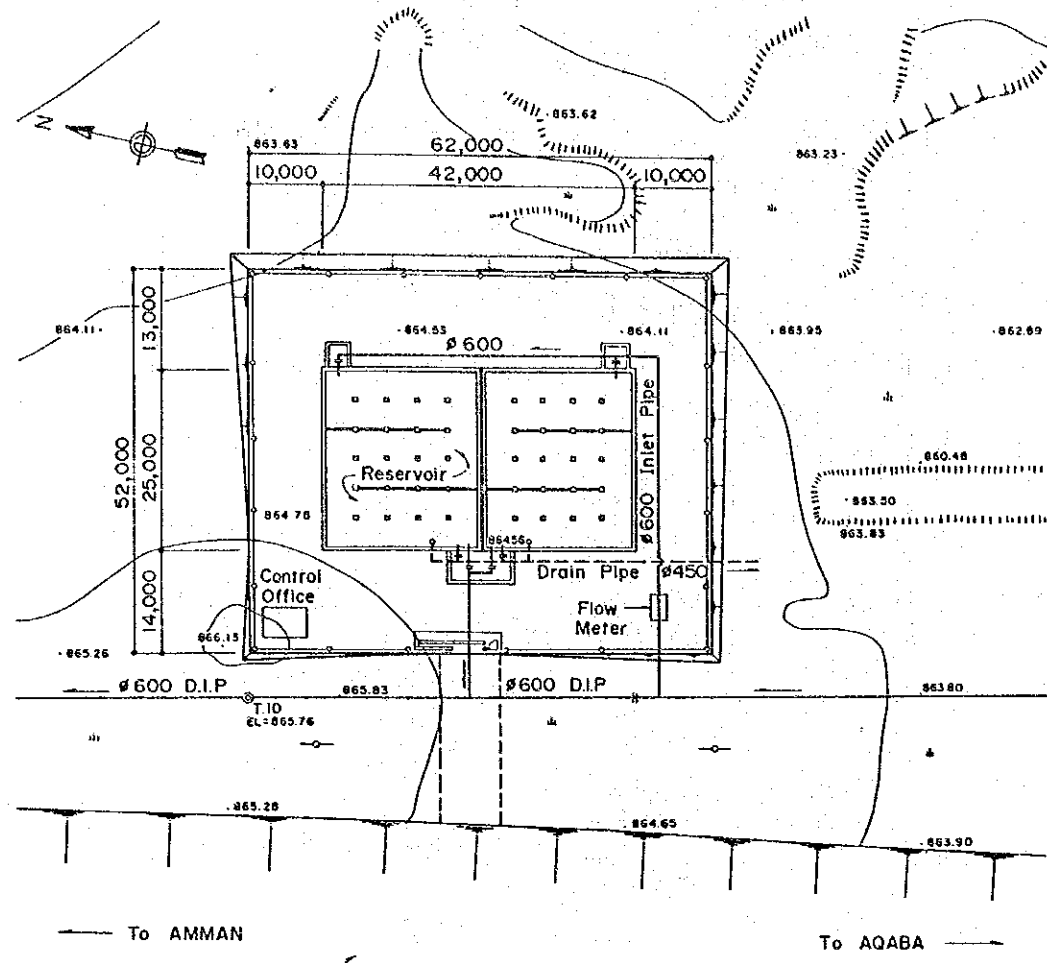 N
863.63
62,000
863.62
863.23
10,000
42,000
10,000
13,000
864.11
864.53
864.11
863.95
862.89
ø600
52,000
25,000
Reservoir
ø600 Inlet Pipe
860.48
863.50
863.83
864.76
86456
Drain Pipe
ø450
14,000
Control
Office
Flow
Meter
866.15
865.26
ø600 D.I.P
865.83
ø600 D.I.P
863.80
T.10
EL=865.76
865.28
864.65
863.90
To AMMAN
To AQABA